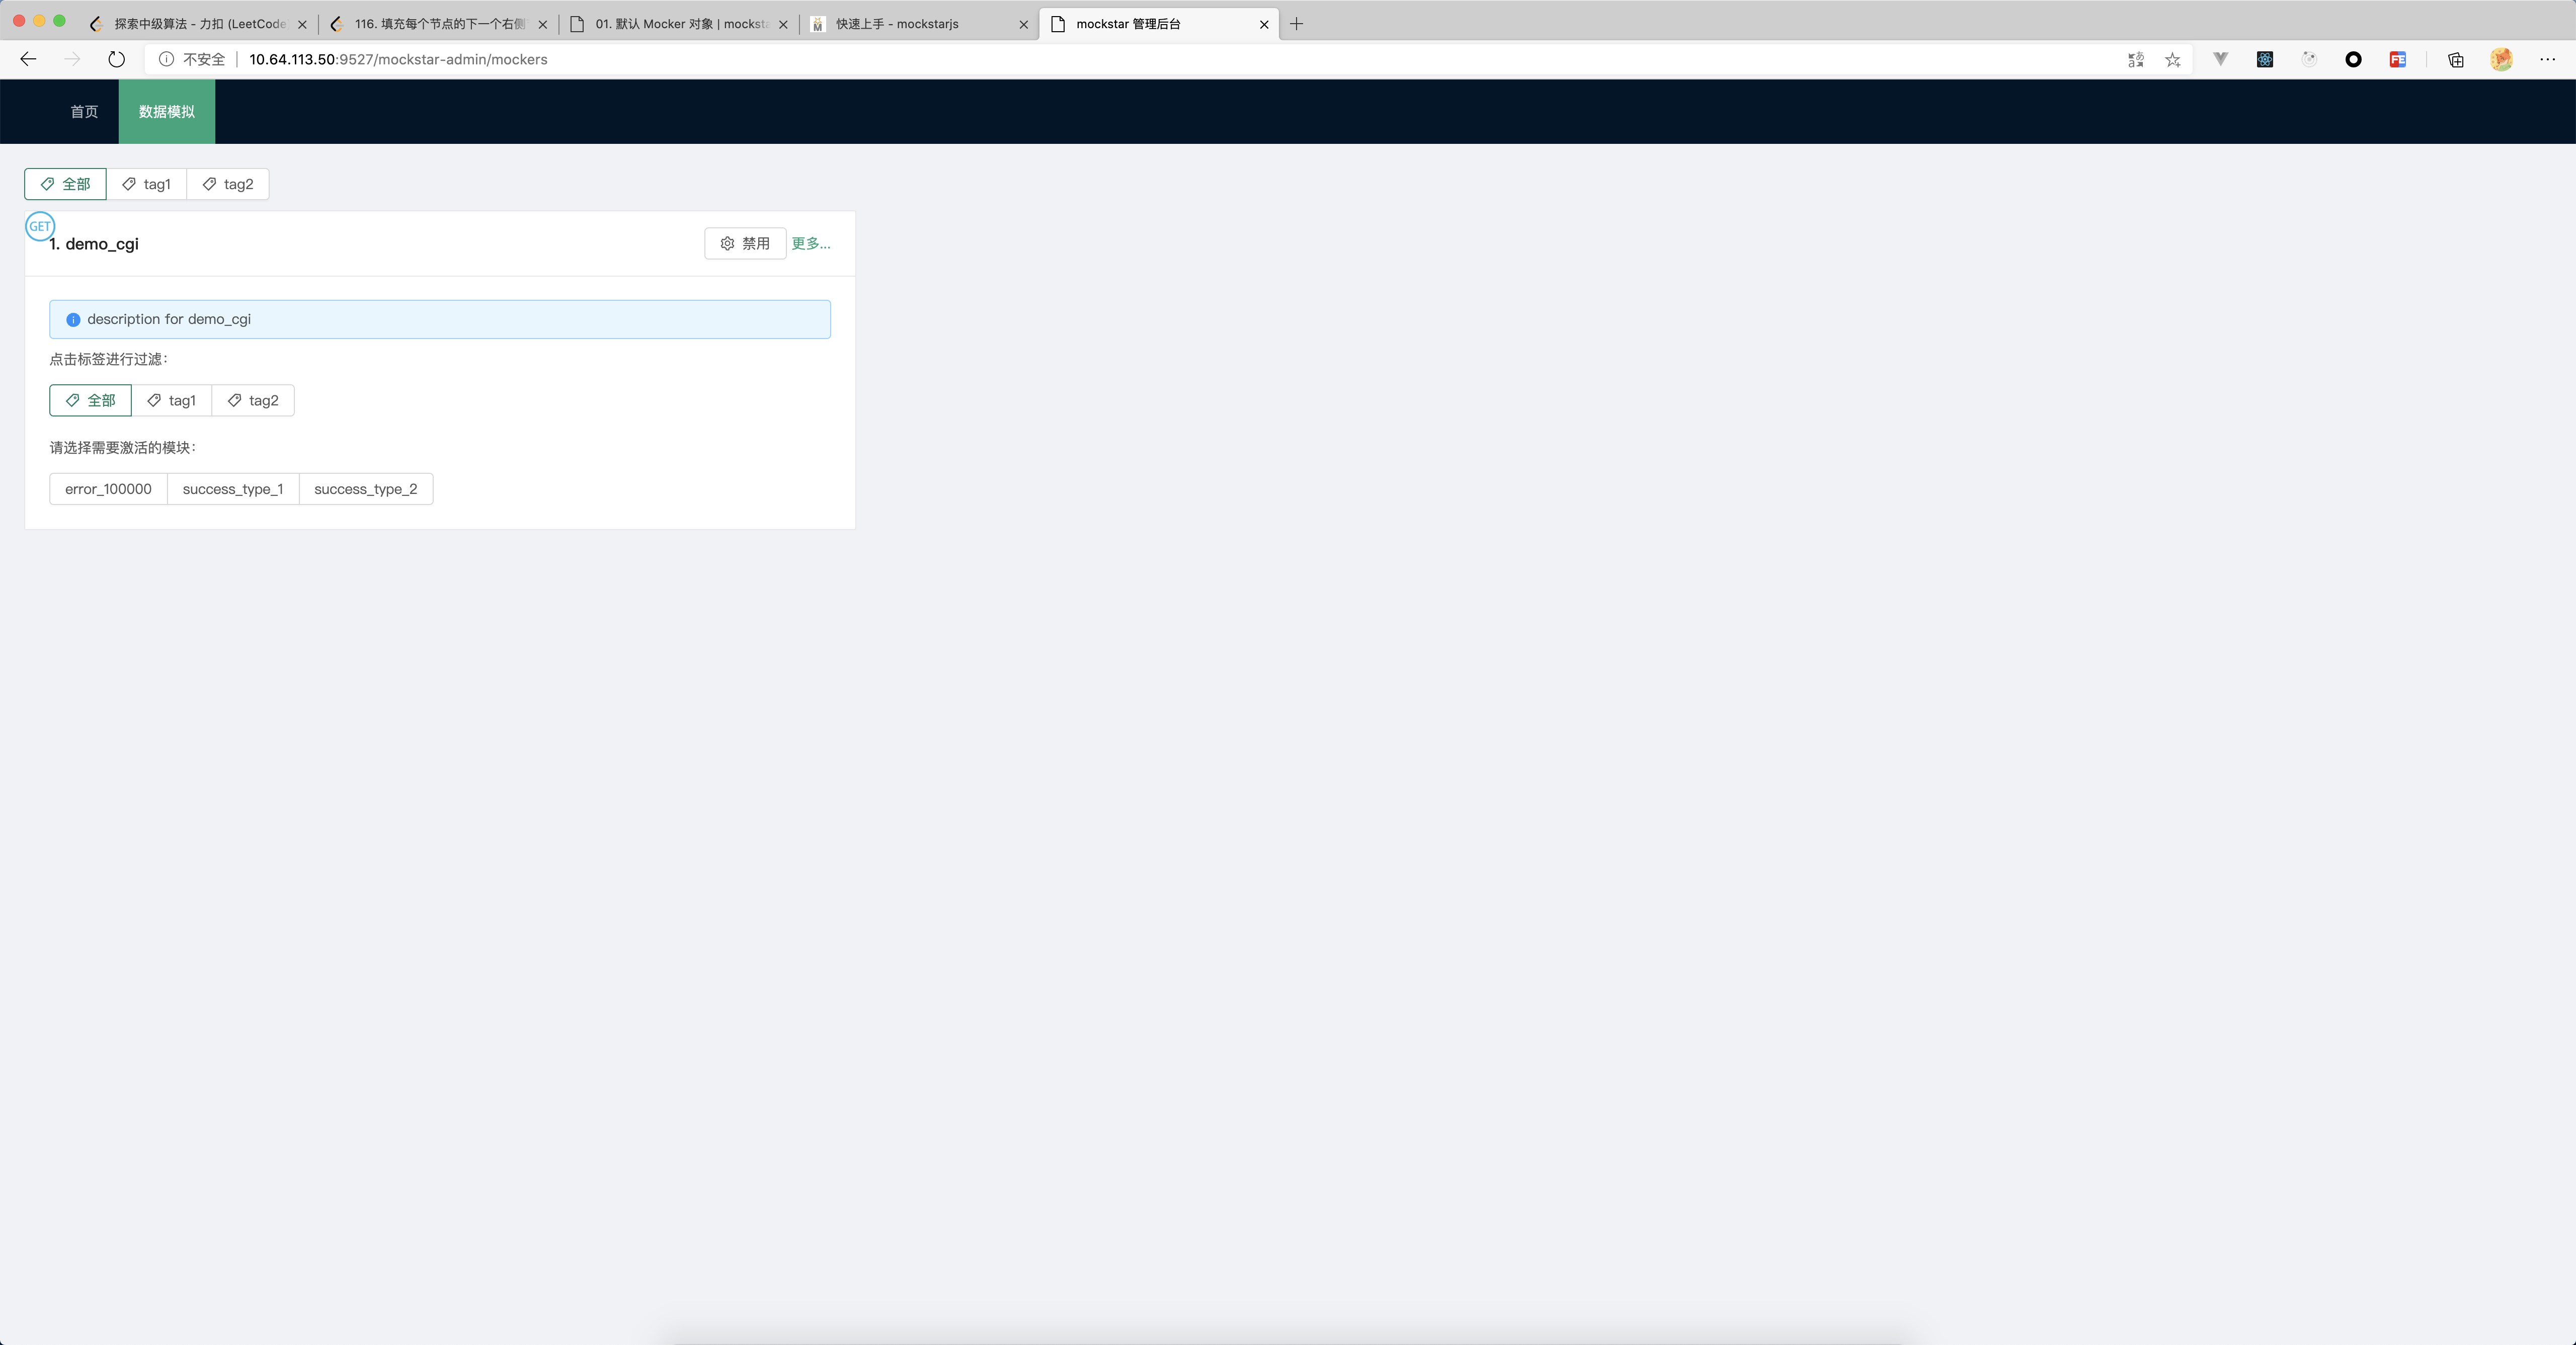 探索中级算法 - 力扣 (LeetCode
116. 填充每个节点的下一个右侧
01. 默认 Mocker 对象 | mocksta
快速上手 - mockstarjs
mockstar 管理后台
不安全 10.64.113.50:9527/mockstar-admin/mockers
首页 数据模拟
全部 tag1 tag2
GET
1. demo_cgi 禁用 更多...
description for demo_cgi
点击标签进行过滤：
全部 tag1 tag2
请选择需要激活的模块：
error_100000 success_type_1 success_type_2